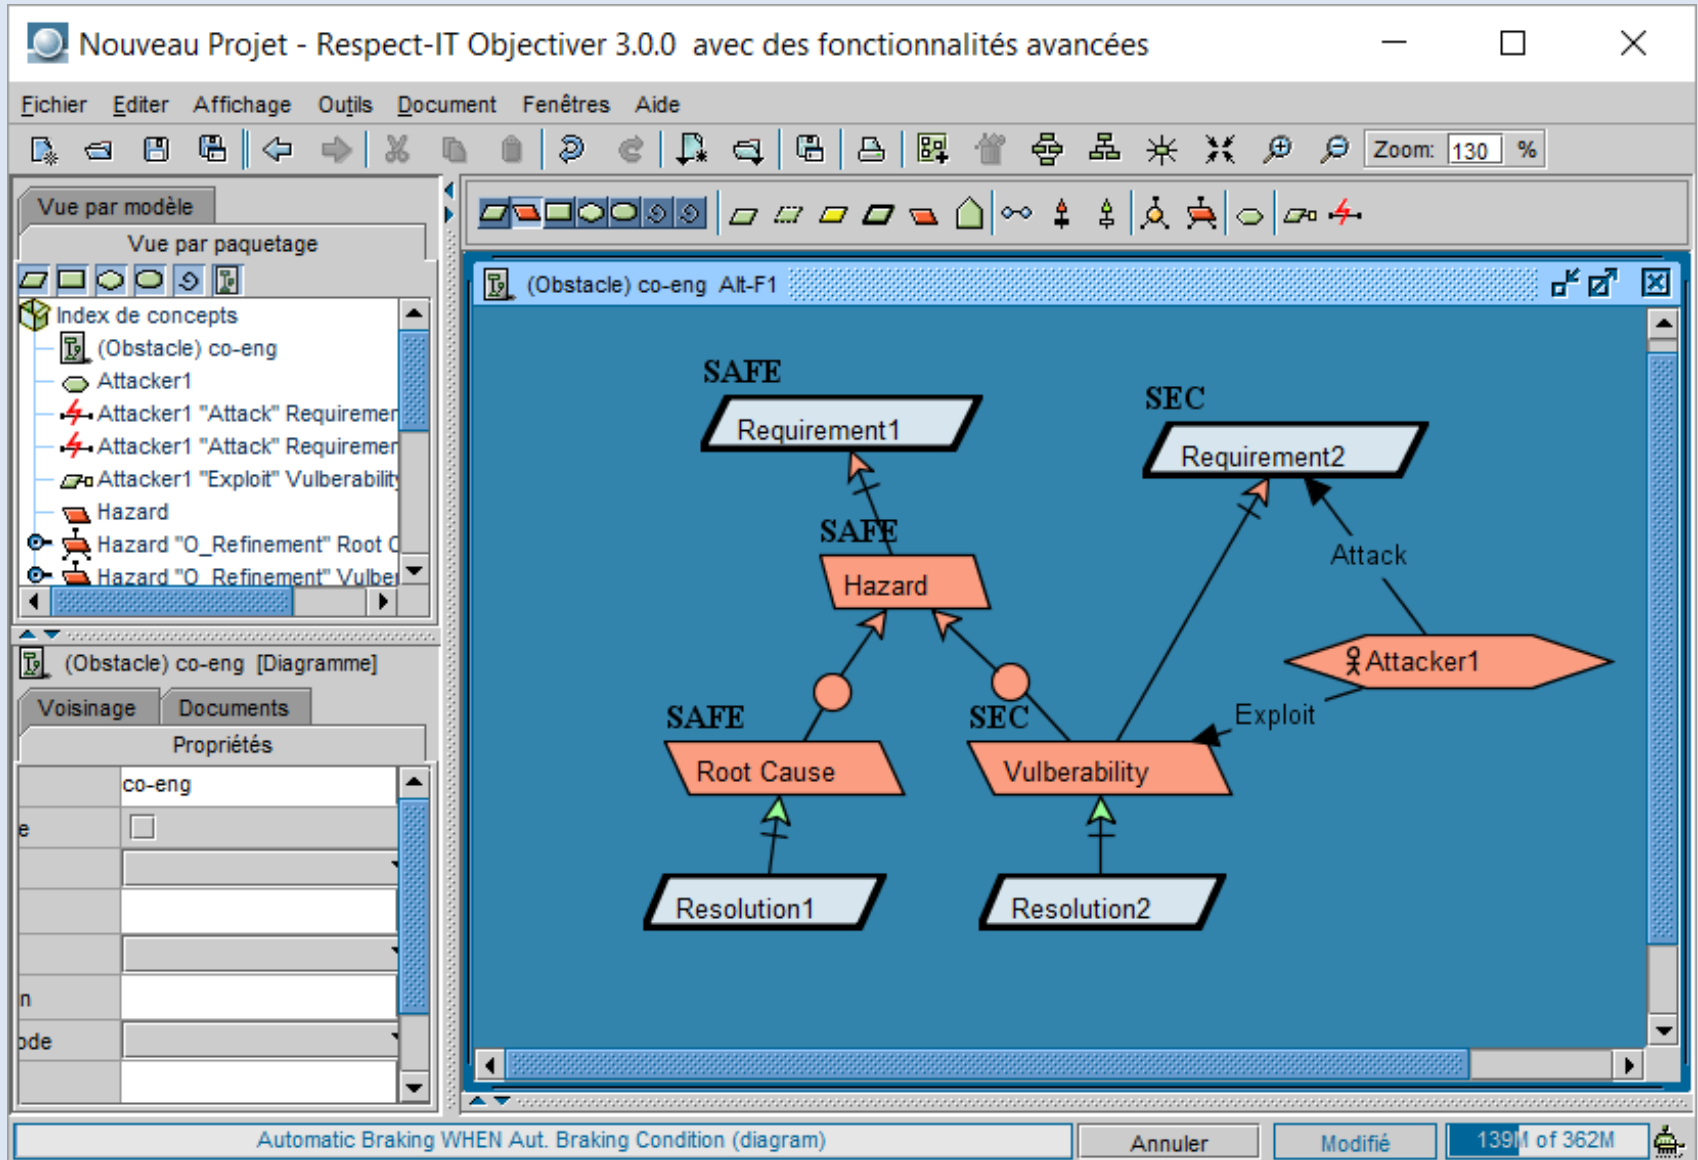 Nouveau Projet - Respect-IT Objectiver 3.0.0 avec des fonctionnalités avancées
Fichier Editer Affichage Outils Document Fenêtres Aide
Zoom: 130 %
Vue par modèle
Vue par paquetage
Index de concepts
(Obstacle) co-eng
Attacker1
Attacker1 "Attack" Requiremer
Attacker1 "Attack" Requiremer
Attacker1 "Exploit" Vulberability
Hazard
Hazard "O_Refinement" Root C
Hazard "O_Refinement" Vulber
(Obstacle) co-eng [Diagramme]
Voisinage Documents
Propriétés
co-eng
e
n
ode
(Obstacle) co-eng Alt-F1
SAFE
Requirement1
SEC
Requirement2
SAFE
Hazard
Attack
Attacker1
Exploit
SAFE
Root Cause
SEC
Vulberability
Resolution1
Resolution2
Automatic Braking WHEN Aut. Braking Condition (diagram)
Annuler
Modifié
139M of 362M